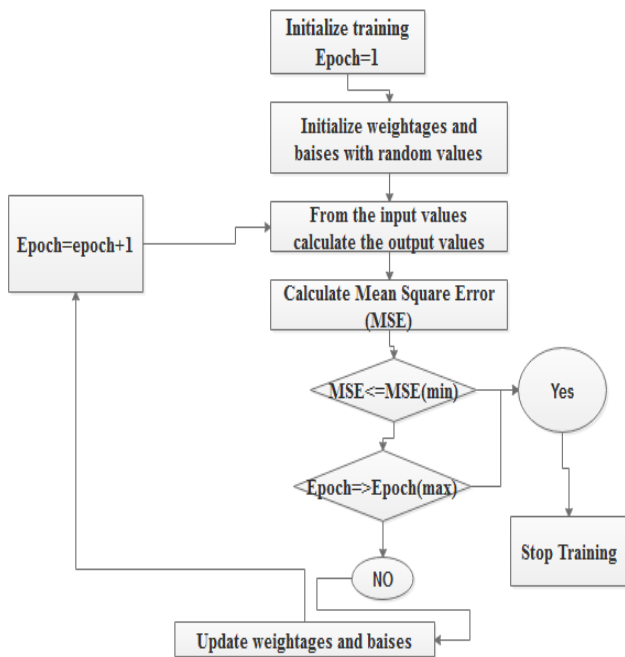 Initialize training
Epoch=1
Initialize weightages and
baises with random values
From the input values
calculate the output values
Epoch=epoch+1
Calculate Mean Square Error
(MSE)
MSE<=MSE(min)
Yes
Epoch=>Epoch(max)
Stop Training
NO
Update weightages and baises